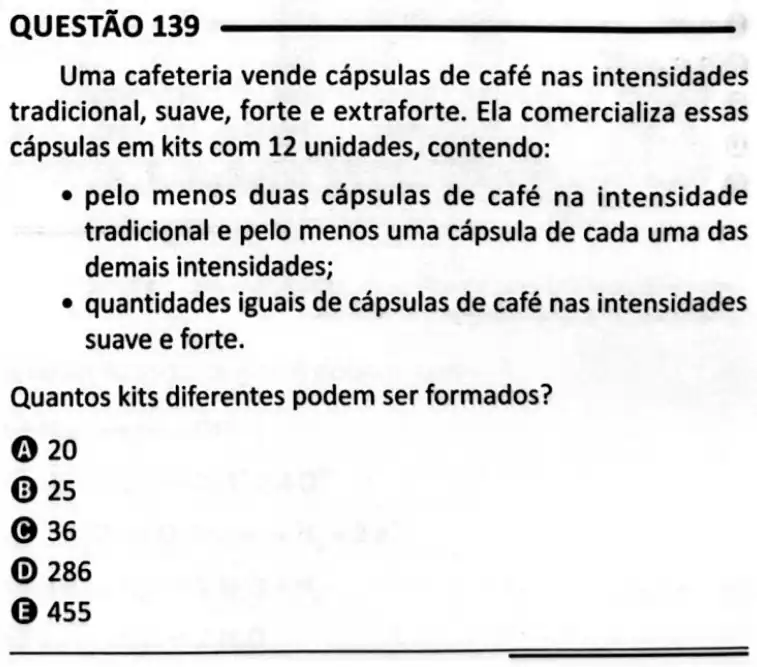 QUESTÃO 139
Uma cafeteria vende cápsulas de café nas intensidades
tradicional, suave, forte e extraforte. Ela comercializa essas
cápsulas em kits com 12 unidades, contendo:
• pelo menos duas cápsulas de café na intensidade
tradicional e pelo menos uma cápsula de cada uma das
demais intensidades;
• quantidades iguais de cápsulas de café nas intensidades
suave e forte.
Quantos kits diferentes podem ser formados?
A 20
B 25
C 36
D 286
E 455